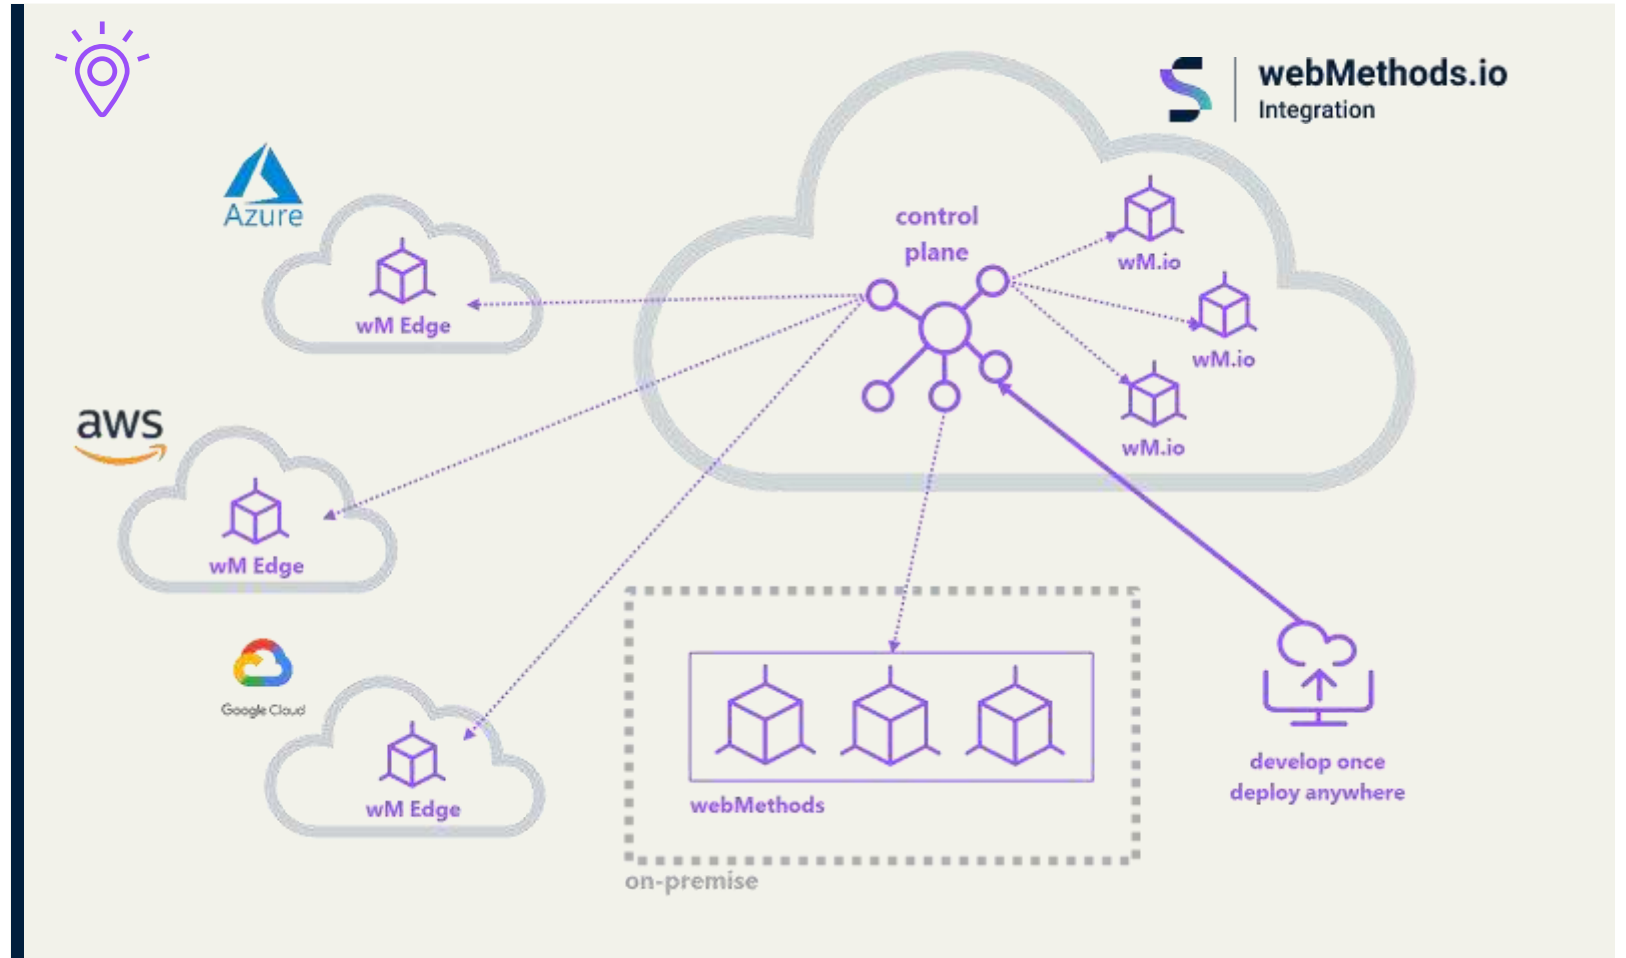 webMethods.io
Integration
Azure
control
plane
wM.io
wM.io
wM.io
wM Edge
aws
wM Edge
Google Cloud
wM Edge
webMethods
on-premise
develop once
deploy anywhere